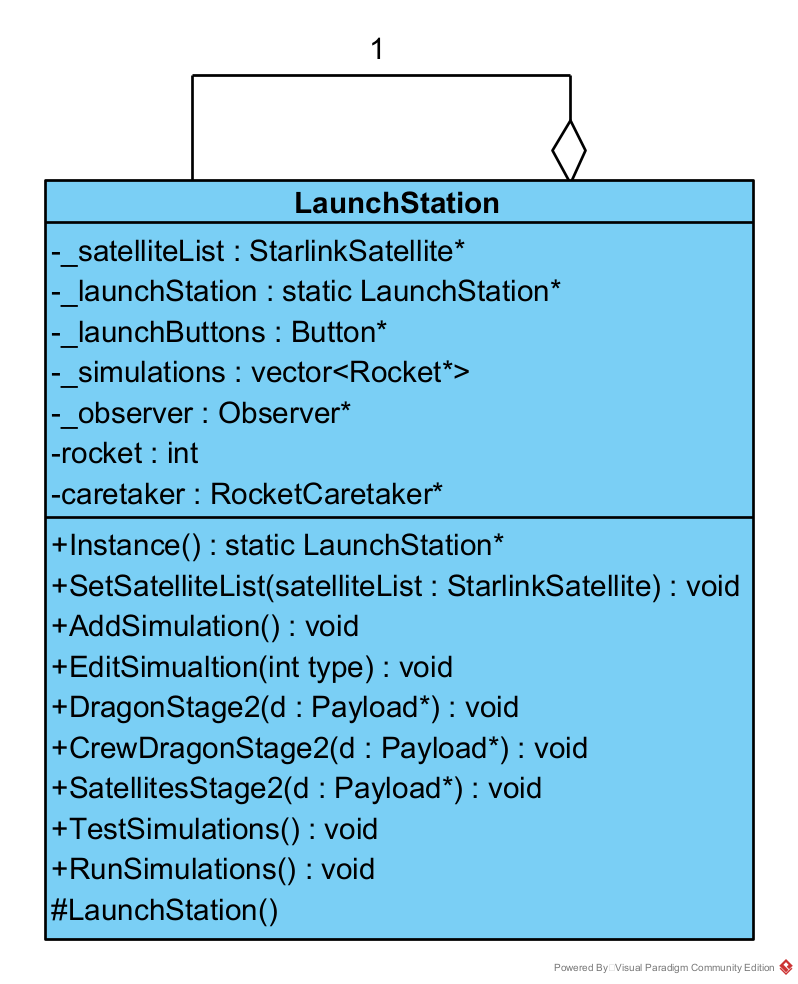 1
LaunchStation
-_satelliteList : StarlinkSatellite*
-_launchStation : static LaunchStation*
-_launchButtons : Button*
-_simulations : vector<Rocket*>
-_observer : Observer*
-rocket : int
-caretaker : RocketCaretaker*
+Instance() : static LaunchStation*
+SetSatelliteList(satelliteList : StarlinkSatellite) : void
+AddSimulation() : void
+EditSimualtion(int type) : void
+DragonStage2(d : Payload*) : void
+CrewDragonStage2(d : Payload*) : void
+SatellitesStage2(d : Payload*) : void
+TestSimulations() : void
+RunSimulations() : void
#LaunchStation()
Powered By Visual Paradigm Community Edition